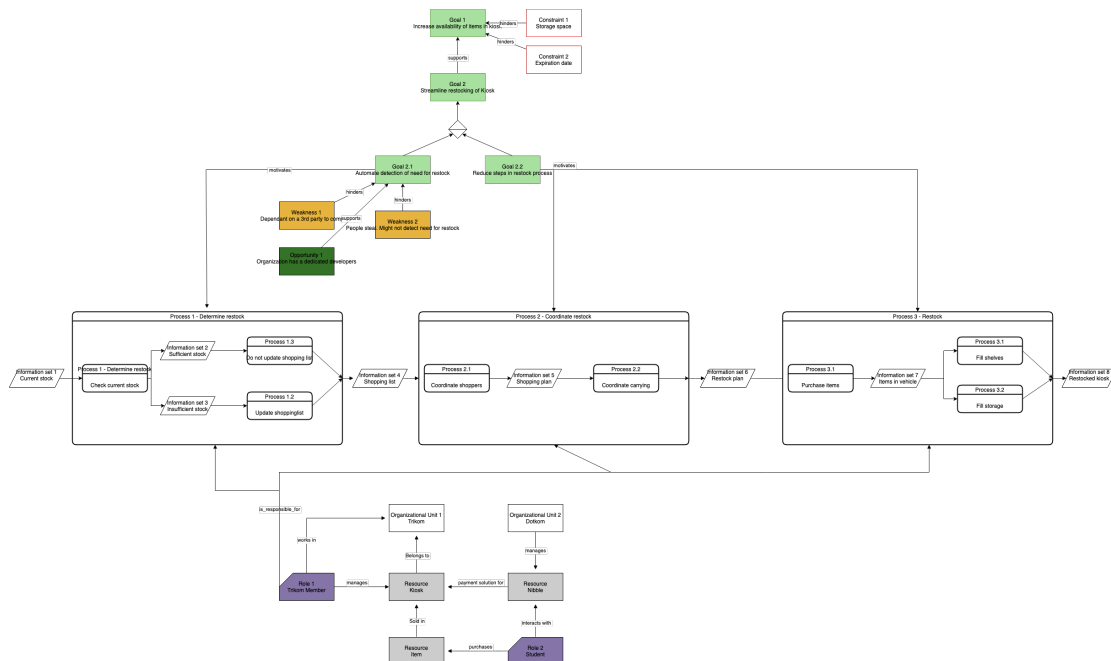 Goal 1
Increase availability of items in kiosk
hinders
Constraint 1
Storage space
hinders
Constraint 2
Expiration date
supports
Goal 2
Streamline restocking of Kiosk
Goal 2.1
Automate detection of need for restock
Goal 2.2
Reduce steps in restock process
motivates
motivates
hinders
hinders
supports
Weakness 1
Dependant on a 3rd party to com
Weakness 2
People steal. Might not detect need for restock
Opportunity 1
Organization has a dedicated developers
Process 1 - Determine restock
Process 2 - Coordinate restock
Process 3 - Restock
Information set 1
Current stock
Process 1 - Determine restock
Check current stock
Information set 2
Sufficient stock
Process 1.3
Do not update shopping list
Information set 3
Insufficient stock
Process 1.2
Update shoppinglist
Information set 4
Shopping list
Process 2.1
Coordinate shoppers
Information set 5
Shopping plan
Process 2.2
Coordinate carrying
Information set 6
Restock plan
Process 3.1
Purchase items
Information set 7
Items in vehicle
Process 3.1
Fill shelves
Process 3.2
Fill storage
Information set 8
Restocked kiosk
is_responsible_for
Organizational Unit 1
Trikom
Organizational Unit 2
Dotkom
works in
Belongs to
manages
Role 1
Trikom Member
manages
Resource
Kiosk
payment solution for
Resource
Nibble
Sold in
Interacts with
Resource
Item
purchases
Role 2
Student